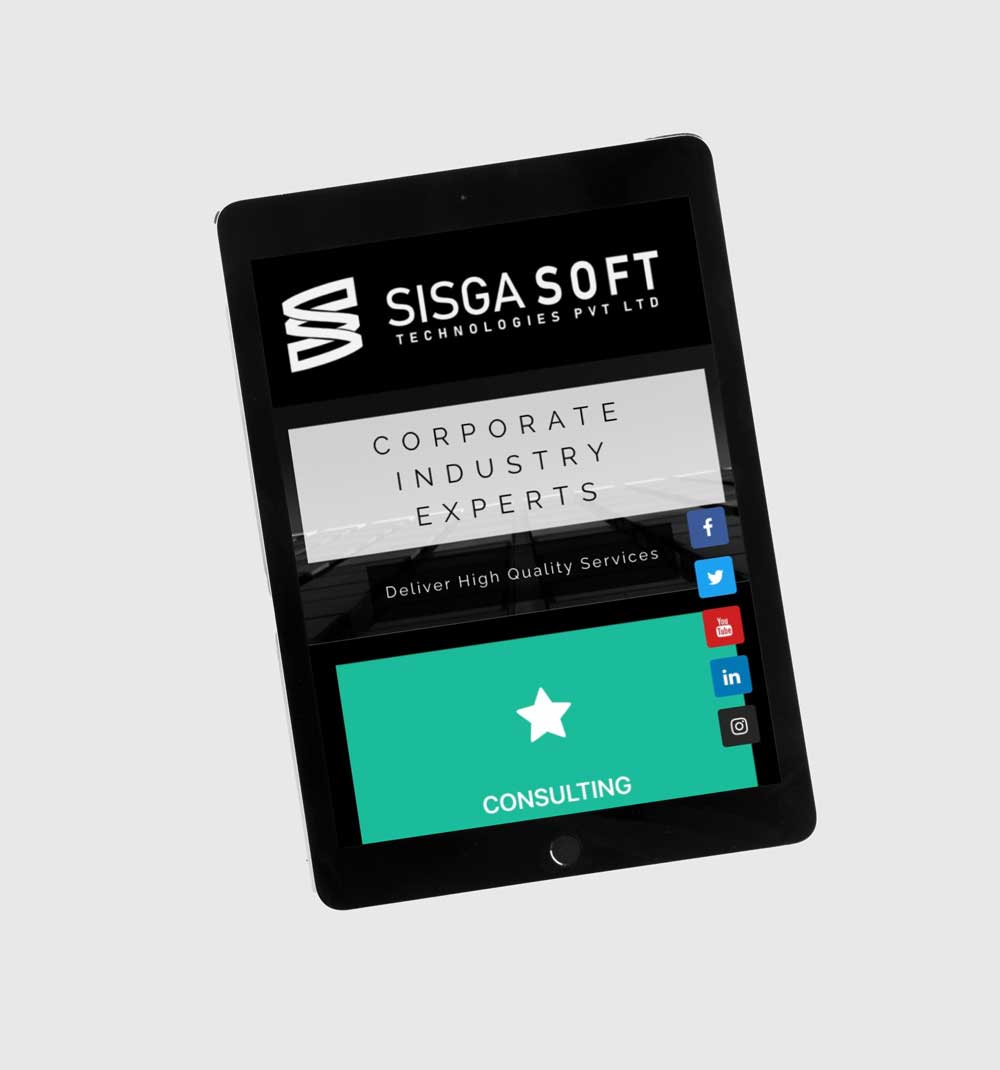 SISGA SOFT
TECHNOLOGIES PVT LTD
CORPORATE
INDUSTRY
EXPERTS
Deliver High Quality Services
f
You
Tube
in
CONSULTING